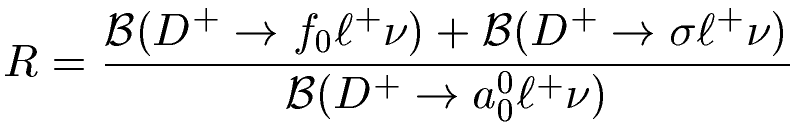 R = \frac{\mathcal{B}(D^+ \to f_0 \ell^+ \nu) + \mathcal{B}(D^+ \to \sigma \ell^+ \nu)}{\mathcal{B}(D^+ \to a_0^0 \ell^+ \nu)}